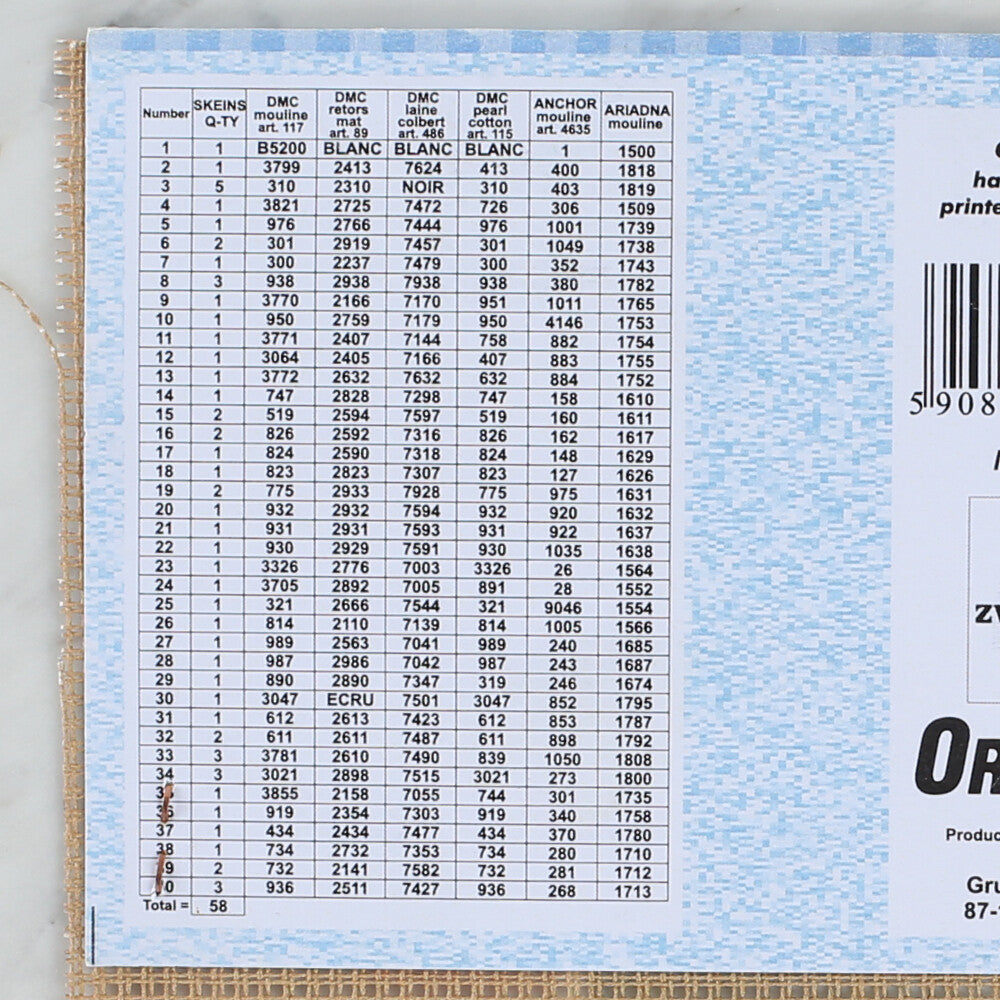 Number SKEINS Q-TY DMC mouline art. 117 DMC retors mat art. 89 DMC laine colbert art. 486 DMC pearl cotton art. 115 ANCHOR mouline art. 4635 ARIADNA mouline
1 1 B5200 BLANC BLANC BLANC 1 1500
2 1 3799 2413 7624 413 400 1818
3 5 310 2310 NOIR 310 403 1819
4 1 3821 2725 7472 726 306 1509
5 1 976 2766 7444 976 1001 1739
6 2 301 2919 7457 301 1049 1738
7 1 300 2237 7479 300 352 1743
8 3 938 2938 7938 938 380 1782
9 1 3770 2166 7170 951 1011 1765
10 1 950 2759 7179 950 4146 1753
11 1 3771 2407 7144 758 882 1754
12 1 3064 2405 7166 407 883 1755
13 1 3772 2632 7632 632 884 1752
14 1 747 2828 7298 747 158 1610
15 2 519 2594 7597 519 160 1611
16 2 826 2592 7316 826 162 1617
17 1 824 2590 7318 824 148 1629
18 1 823 2823 7307 823 127 1626
19 2 775 2933 7928 775 975 1631
20 1 932 2932 7594 932 920 1632
21 1 931 2931 7593 931 922 1637
22 1 930 2929 7591 930 1035 1638
23 1 3326 2776 7003 3326 26 1564
24 1 3705 2892 7005 891 28 1552
25 1 321 2666 7544 321 9046 1554
26 1 814 2110 7139 814 1005 1566
27 1 989 2563 7041 989 240 1685
28 1 987 2986 7042 987 243 1687
29 1 890 2890 7347 319 246 1674
30 1 3047 ECRU 7501 3047 852 1795
31 1 612 2613 7423 612 853 1787
32 2 611 2611 7487 611 898 1792
33 3 3781 2610 7490 839 1050 1808
34 3 3021 2898 7515 3021 273 1800
1 3855 2158 7055 744 301 1735
1 919 2354 7303 919 340 1758
37 1 434 2434 7477 434 370 1780
38 1 734 2732 7353 734 280 1710
2 732 2141 7582 732 281 1712
3 936 2511 7427 936 268 1713
Total = 58
ha
printe
5 908
zw
OR
Produc
Gru
87-